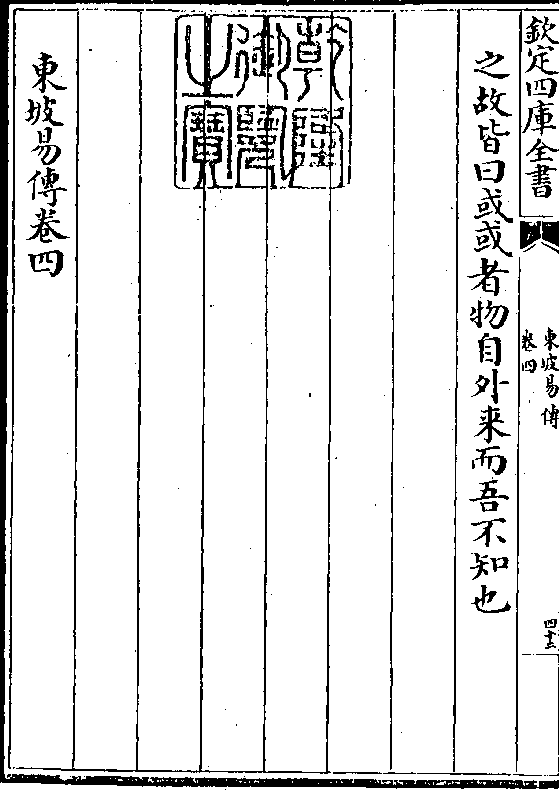 欽定四庫全書
東坡易傳
卷四
四十三
之故皆曰或或者物自外来而吾不知也
乾隆御覽之寶
東坡易傳卷四